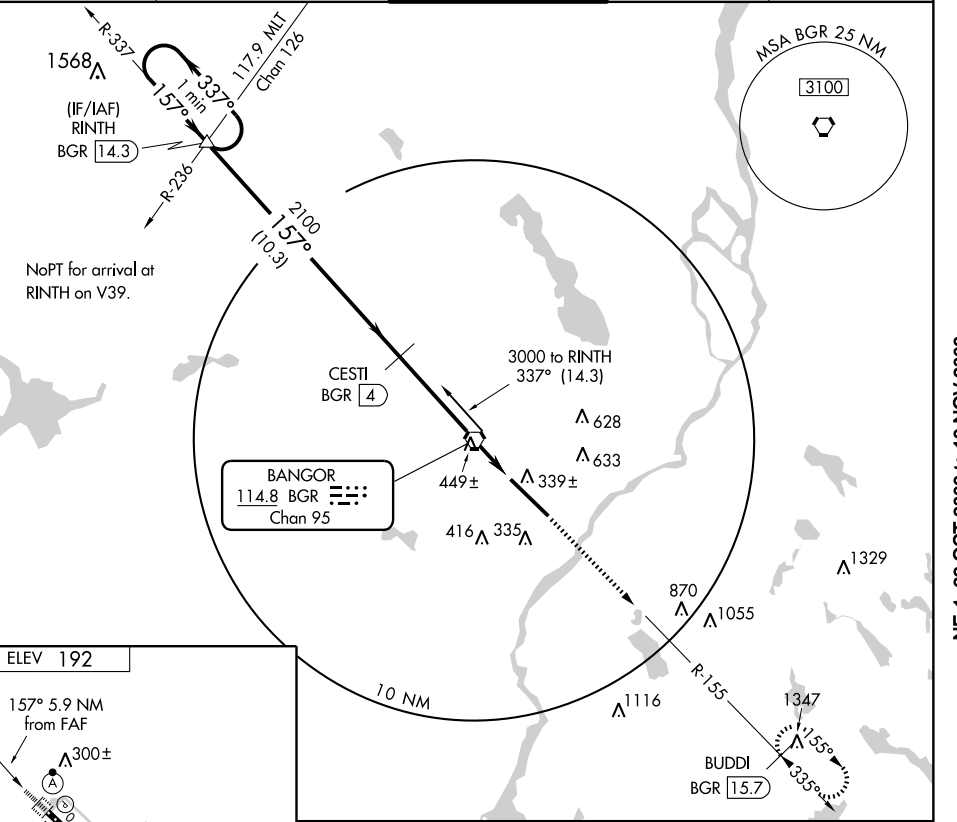 R-337
1568
337°
1 min
157°
117.9 MLT
Chan 126
(IF/IAF)
RINTH
BGR 14.3
R-236
MSA BGR 25 NM
3100
2100
157°
(10.3)
NoPT for arrival at
RINTH on V39.
CESTI
BGR 4
3000 to RINTH
337° (14.3)
628
633
449±
339±
BANGOR
114.8 BGR
Chan 95
416
335
1329
870
1055
R-155
10 NM
1116
1347
155°
335°
BUDDI
BGR 15.7
ELEV 192
157° 5.9 NM
from FAF
300±
A
P